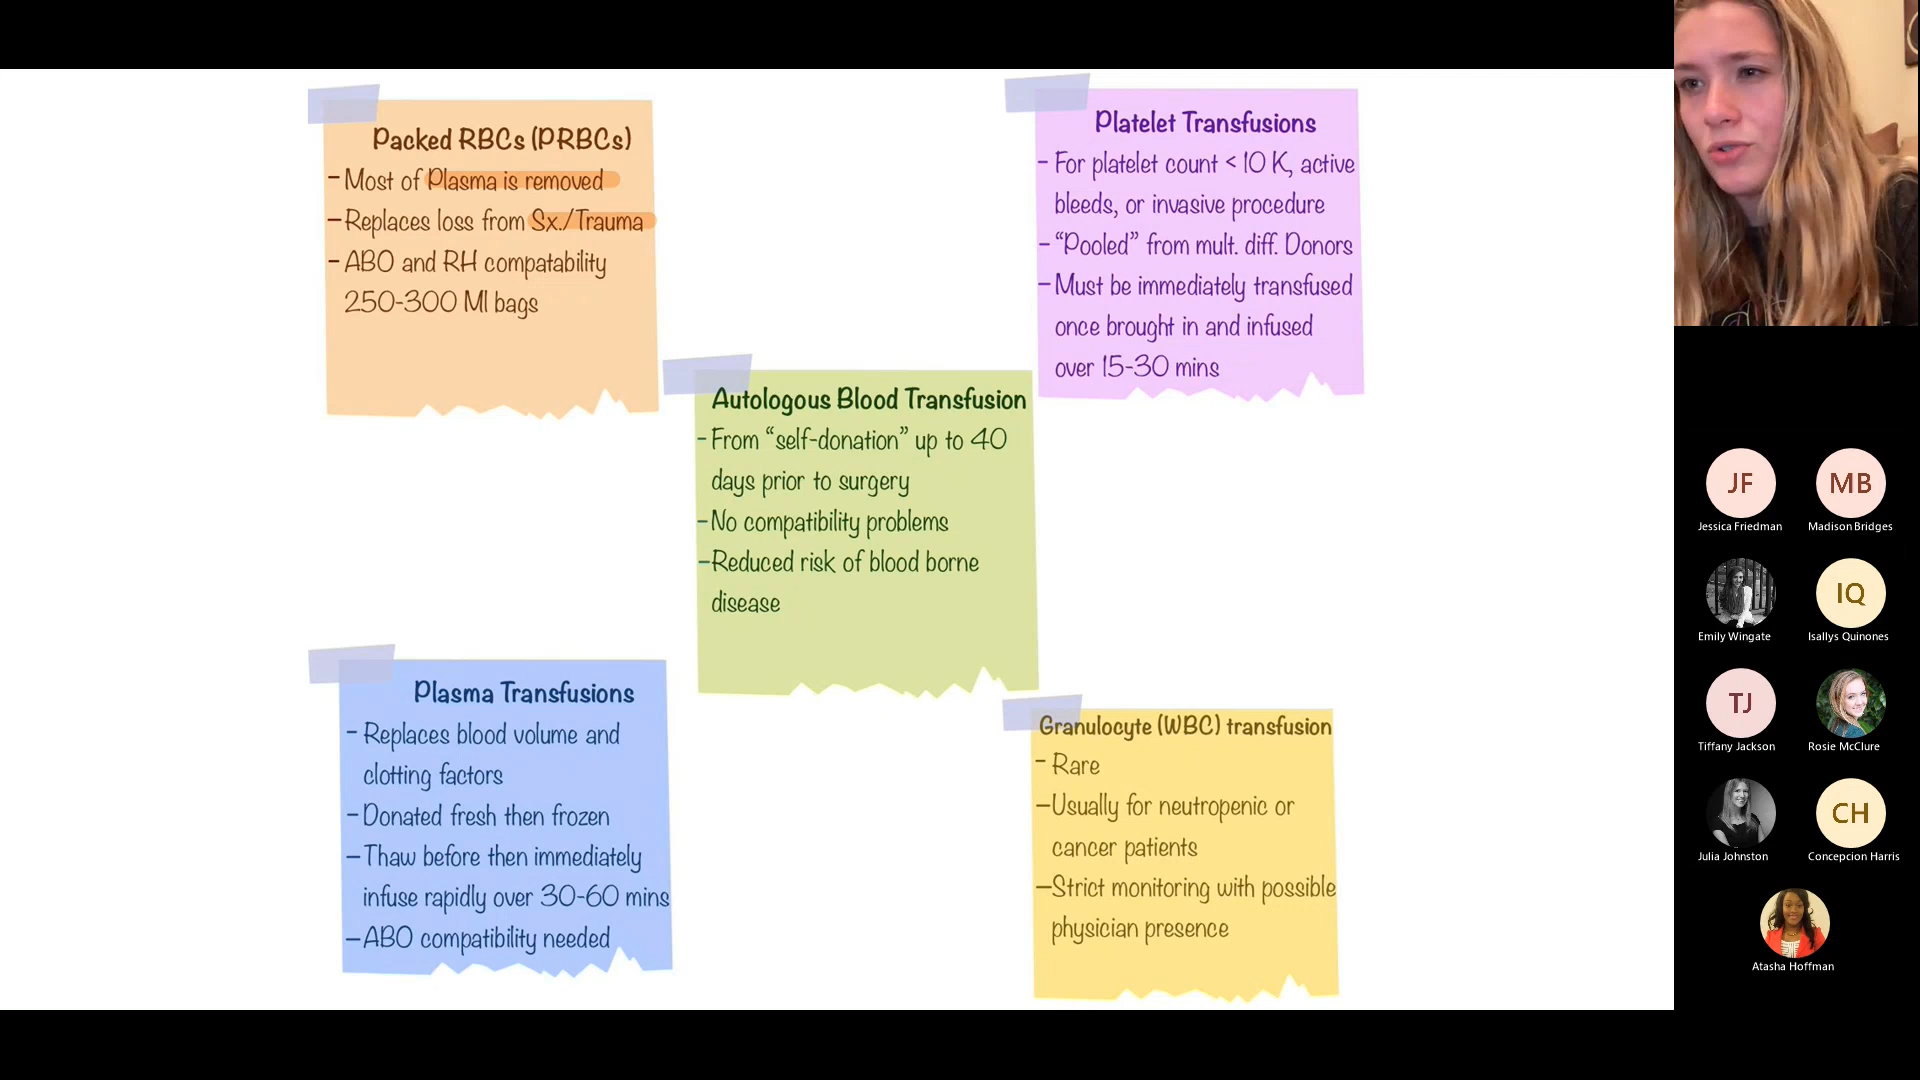 Packed RBCs (PRBCs)
- Most of Plasma is removed
- Replaces loss from Sx./Trauma
- ABO and RH compatability
250-300 Ml bags
Platelet Transfusions
- For platelet count < 10 K, active
bleeds, or invasive procedure
- “Pooled” from mult. diff. Donors
- Must be immediately transfused
once brought in and infused
over 15-30 mins
Autologous Blood Transfusion
- From “self-donation” up to 40
days prior to surgery
- No compatibility problems
- Reduced risk of blood borne
disease
Plasma Transfusions
- Replaces blood volume and
clotting factors
- Donated fresh then frozen
- Thaw before then immediately
infuse rapidly over 30-60 mins
- ABO compatibility needed
Granulocyte (WBC) transfusion
- Rare
- Usually for neutropenic or
cancer patients
- Strict monitoring with possible
physician presence
JF
MB
Jessica Friedman
Madison Bridges
IQ
Emily Wingate
Isallys Quinones
TJ
Tiffany Jackson
Rosie McClure
CH
Julia Johnston
Concepcion Harris
Atasha Hoffman